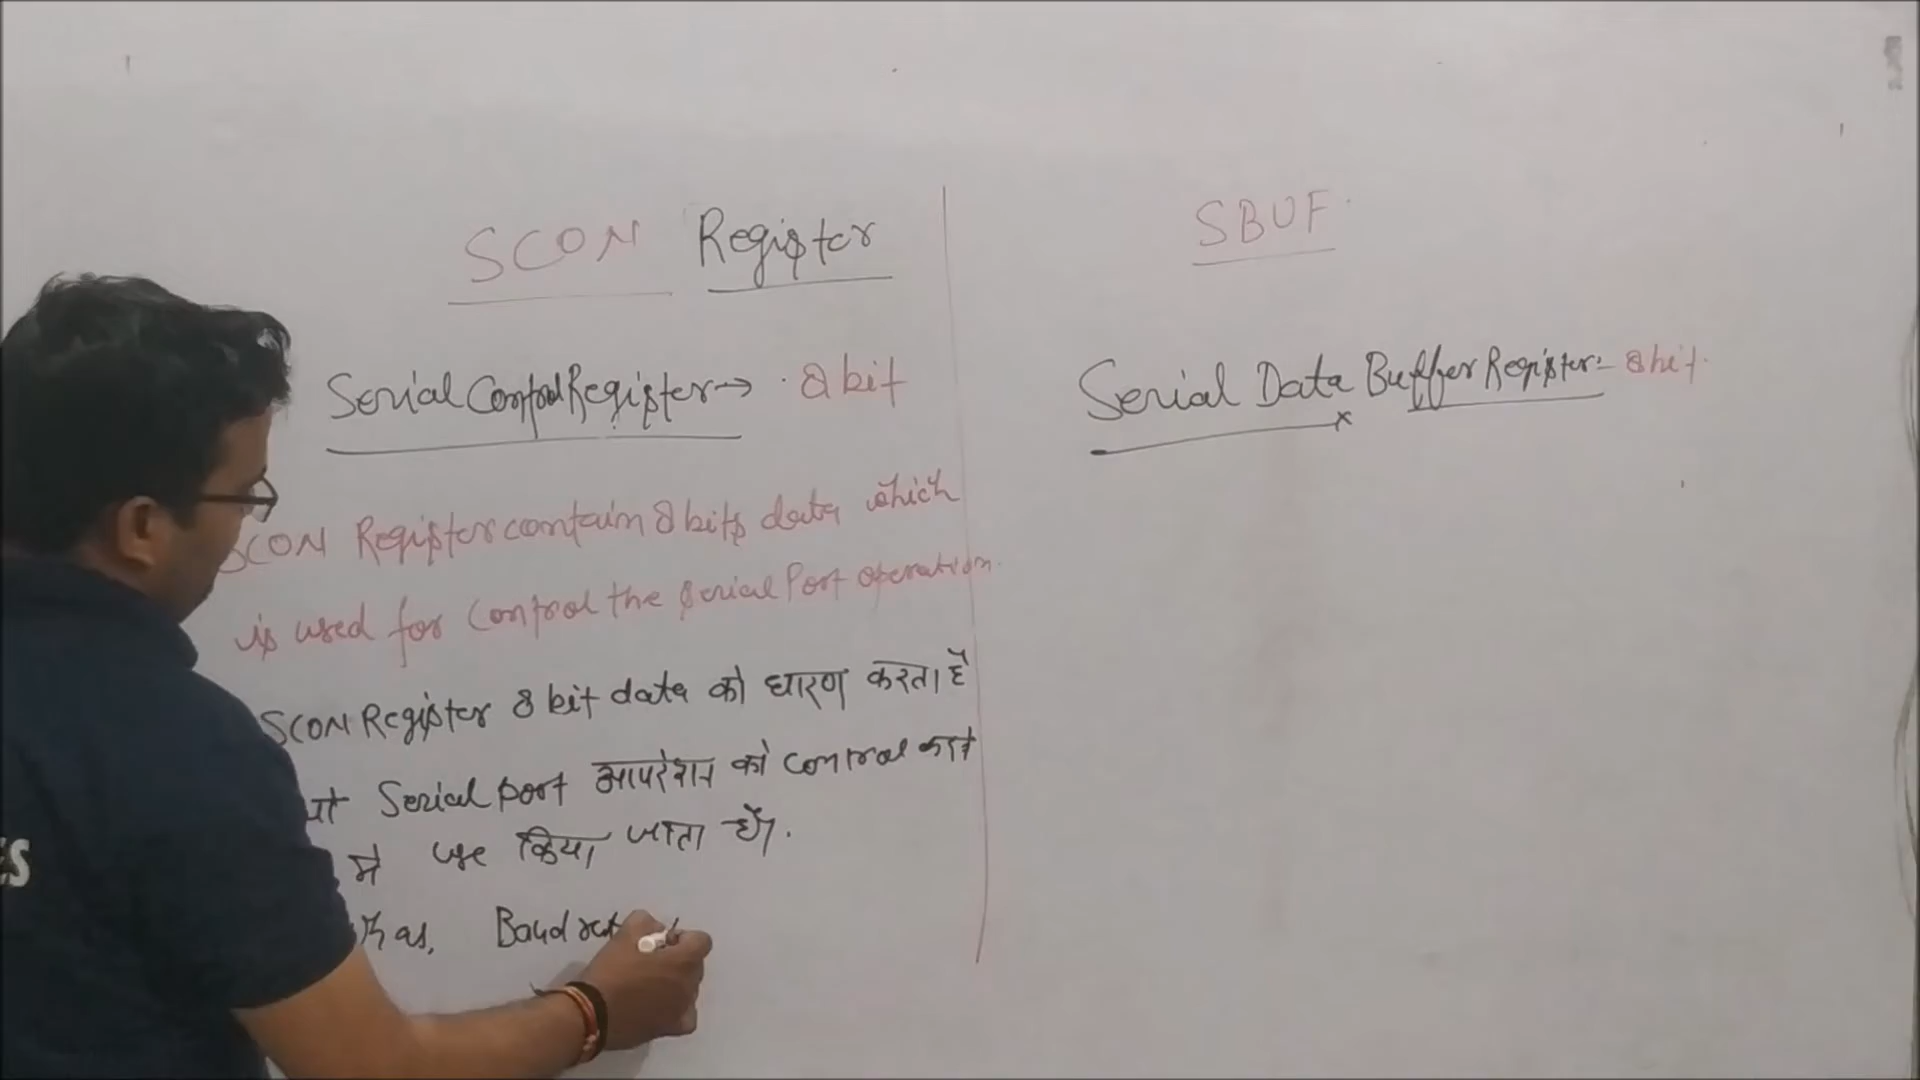 SCON Register
Serial Control Register → 8 bit
SCON Register contain 8 bits data which
is used for control the serial Port operation.
SCON Register 8 bit data को धारण करता है
Serial port आपरेशन को control करने
में use किया जाता है।
as, Baud rat
SBUF
Serial Data Buffer Register- 8 bit.